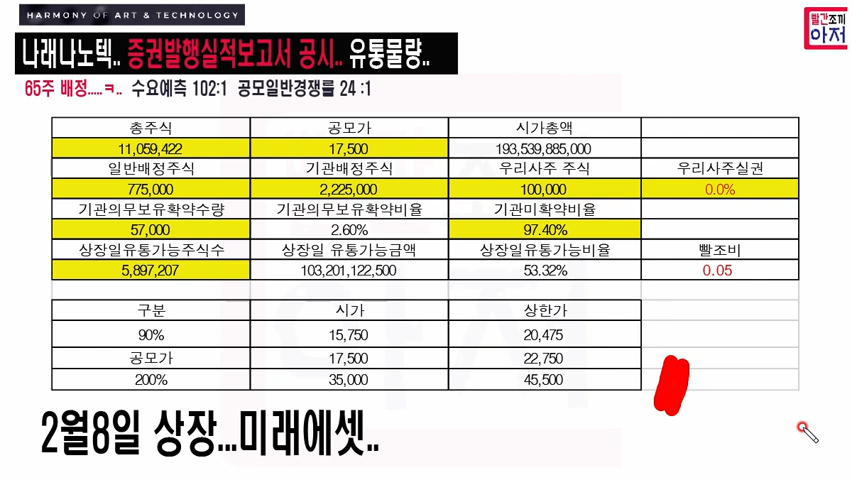 HARMONY OF ART & TECHNOLOGY
빨간조끼
아저
나래나노텍.. 증권발행실적보고서 공시.. 유통물량..
65주 배정.....ㅋ.. 수요예측 102:1 공모일반경쟁률 24 :1
총주식 공모가 시가총액
11,059,422 17,500 193,539,885,000
일반배정주식 기관배정주식 우리사주 주식 우리사주실권
775,000 2,225,000 100,000 0.0%
기관의무보유확약수량 기관의무보유확약비율 기관미확약비율
57,000 2.60% 97.40%
상장일유통가능주식수 상장일 유통가능금액 상장일유통가능비율 빨조비
5,897,207 103,201,122,500 53.32% 0.05
구분 시가 상한가
90% 15,750 20,475
공모가 17,500 22,750
200% 35,000 45,500
2월8일 상장...미래에셋..